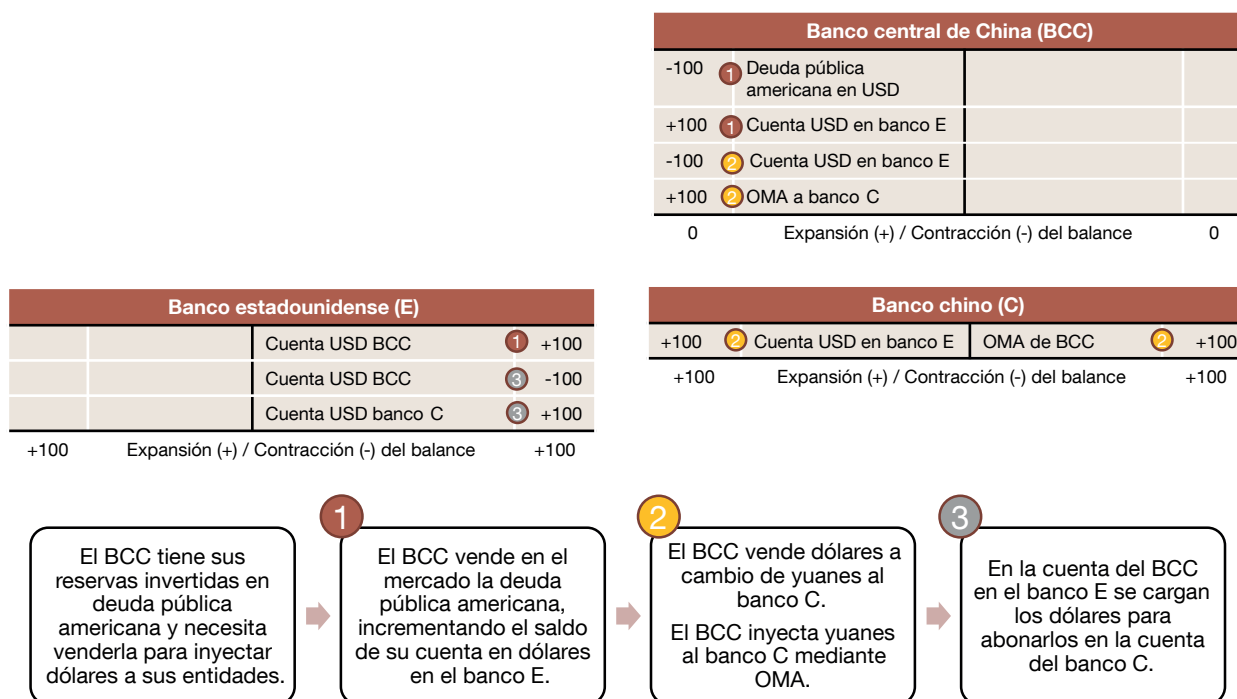 Banco central de China (BCC)
-100 1 Deuda pública
americana en USD
+100 1 Cuenta USD en banco E
-100 2 Cuenta USD en banco E
+100 2 OMA a banco C
0 Expansión (+) / Contracción (-) del balance 0
Banco estadounidense (E)
Cuenta USD BCC 1 +100
Cuenta USD BCC 3 -100
Cuenta USD banco C 3 +100
+100 Expansión (+) / Contracción (-) del balance +100
Banco chino (C)
+100 2 Cuenta USD en banco E OMA de BCC 2 +100
+100 Expansión (+) / Contracción (-) del balance +100
El BCC tiene sus
reservas invertidas en
deuda pública
americana y necesita
venderla para inyectar
dólares a sus entidades.
1
El BCC vende en el
mercado la deuda
pública americana,
incrementando el saldo
de su cuenta en dólares
en el banco E.
2
El BCC vende dólares a
cambio de yuanes al
banco C.
El BCC inyecta yuanes
al banco C mediante
OMA.
3
En la cuenta del BCC
en el banco E se cargan
los dólares para
abonarlos en la cuenta
del banco C.